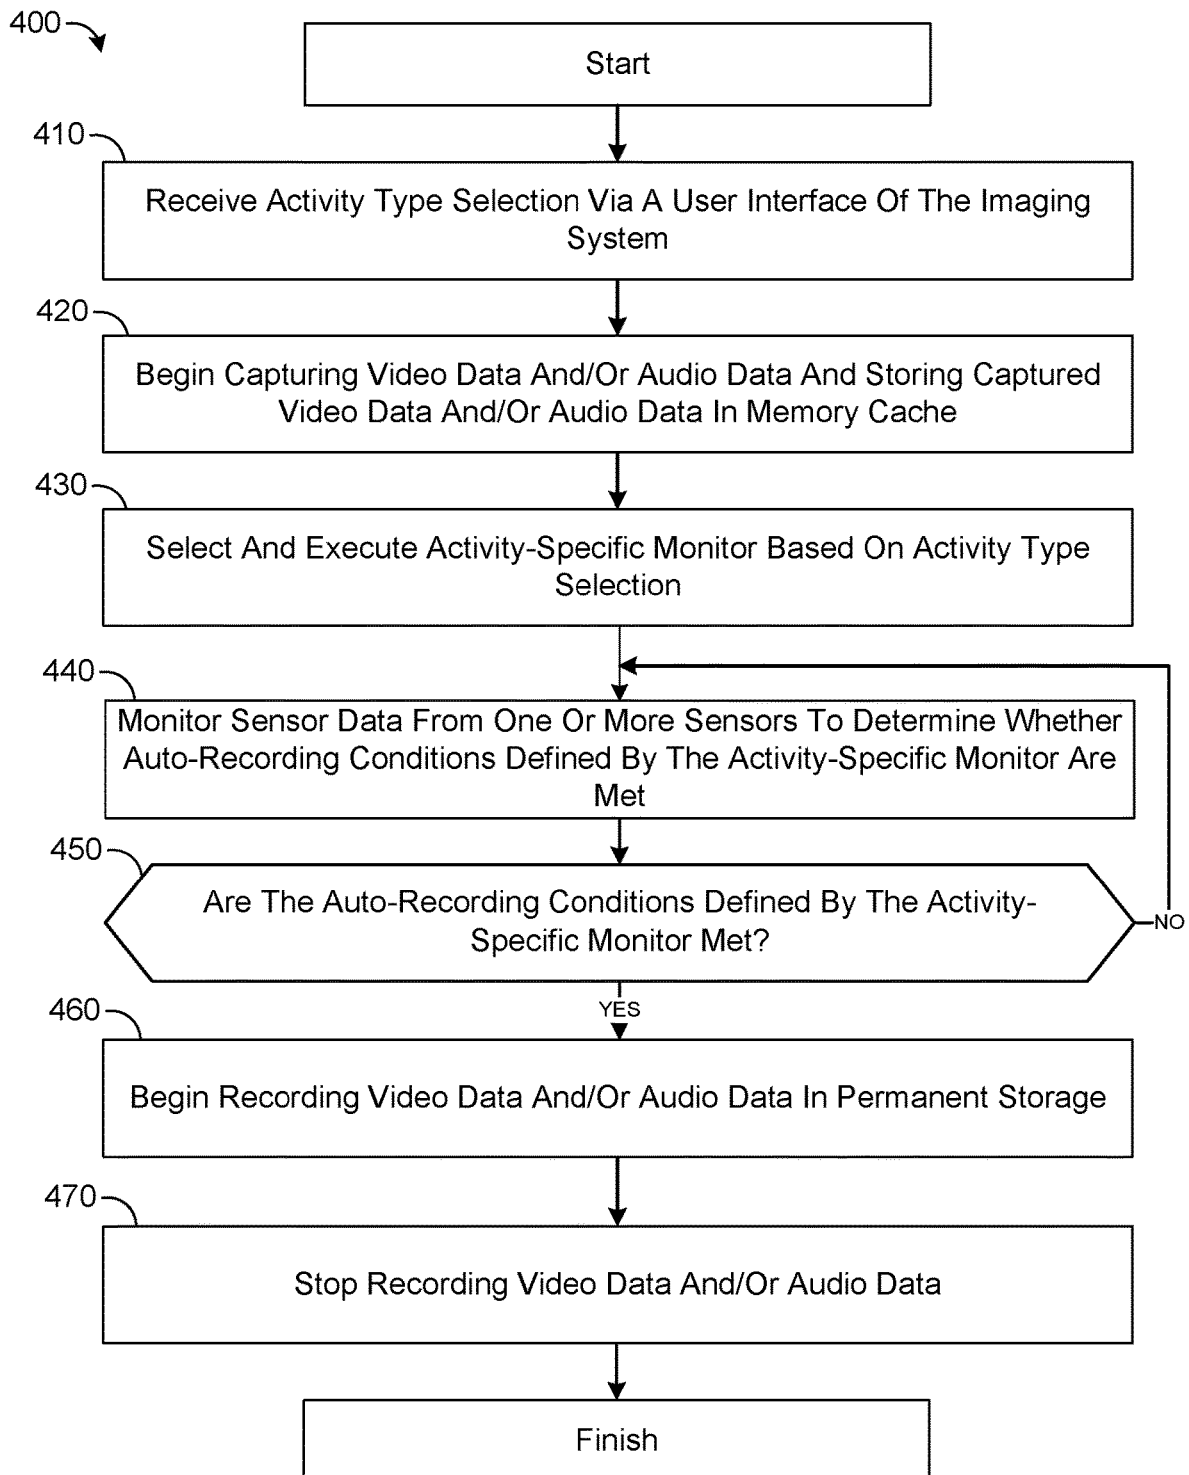 400
Start
410
Receive Activity Type Selection Via A User Interface Of The Imaging
System
420
Begin Capturing Video Data And/Or Audio Data And Storing Captured
Video Data And/Or Audio Data In Memory Cache
430
Select And Execute Activity-Specific Monitor Based On Activity Type
Selection
440
Monitor Sensor Data From One Or More Sensors To Determine Whether
Auto-Recording Conditions Defined By The Activity-Specific Monitor Are
Met
450
Are The Auto-Recording Conditions Defined By The Activity-
Specific Monitor Met?
NO
YES
460
Begin Recording Video Data And/Or Audio Data In Permanent Storage
470
Stop Recording Video Data And/Or Audio Data
Finish